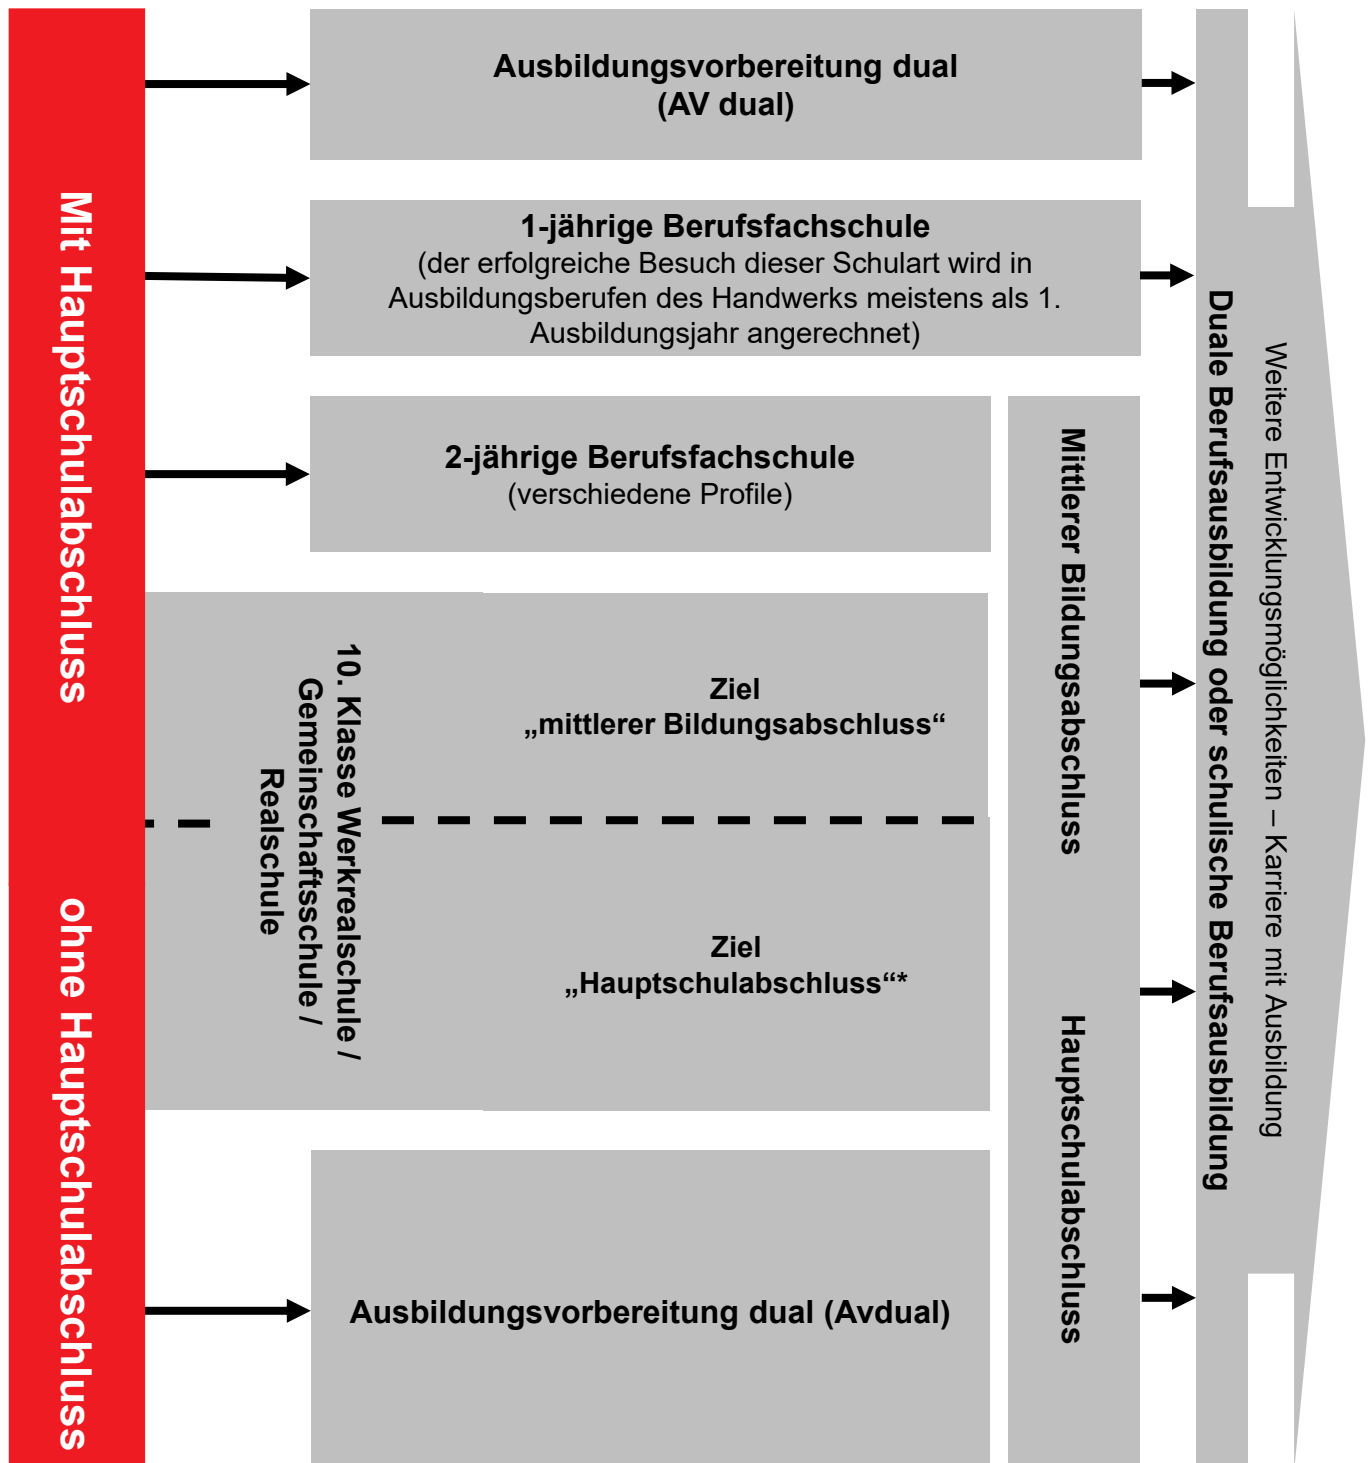 Mit Hauptschulabschluss
ohne Hauptschulabschluss
Ausbildungsvorbereitung dual
(AV dual)
1-jährige Berufsfachschule
(der erfolgreiche Besuch dieser Schulart wird in
Ausbildungsberufen des Handwerks meistens als 1.
Ausbildungsjahr angerechnet)
2-jährige Berufsfachschule
(verschiedene Profile)
10. Klasse Werkrealschule /
Gemeinschaftsschule /
Realschule
Ziel
„mittlerer Bildungsabschluss“
Ziel
„Hauptschulabschluss“*
Ausbildungsvorbereitung dual (Avdual)
Mittlerer Bildungsabschluss
Hauptschulabschluss
Duale Berufsausbildung oder schulische Berufsausbildung
Weitere Entwicklungsmöglichkeiten – Karriere mit Ausbildung